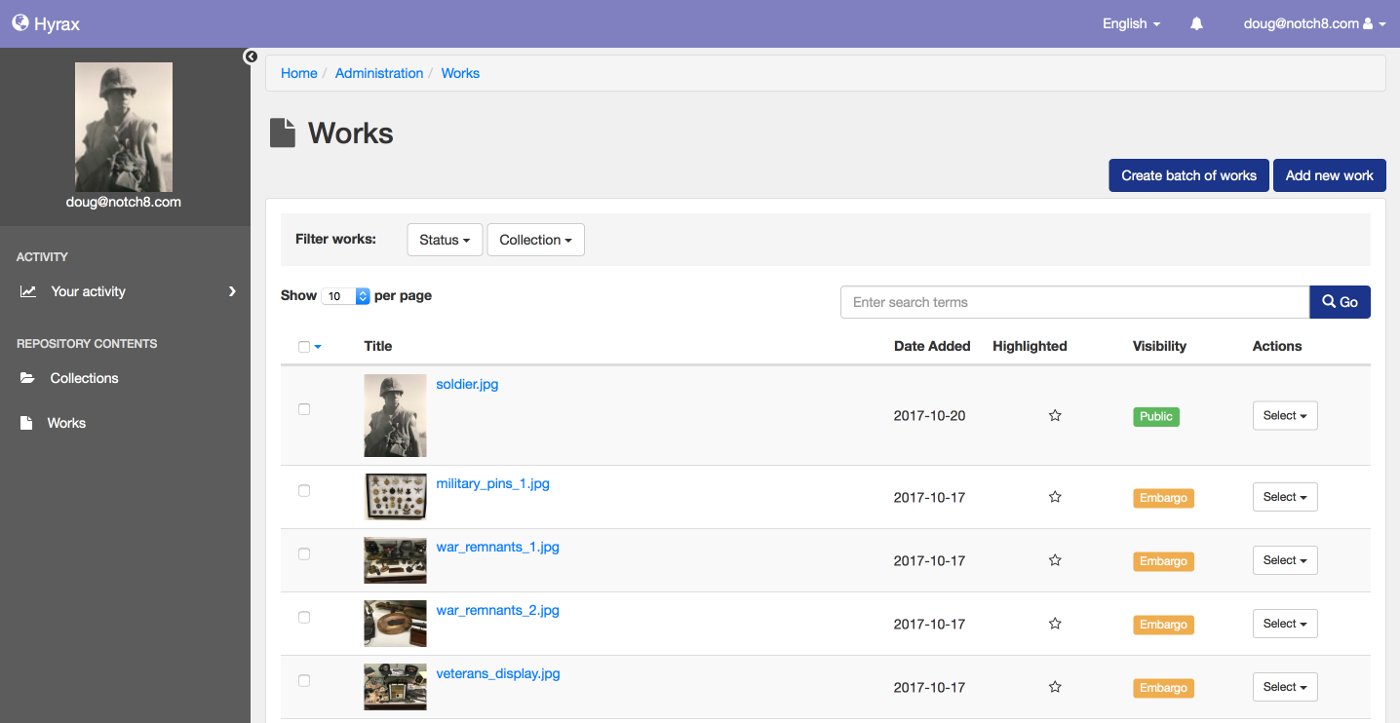 Hyrax
English
doug@notch8.com
doug@notch8.com
ACTIVITY
Your activity
REPOSITORY CONTENTS
Collections
Works
Home / Administration / Works
Works
Create batch of works Add new work
Filter works: Status Collection
Show 10 per page
Enter search terms Go
Title Date Added Highlighted Visibility Actions
soldier.jpg 2017-10-20 Public Select
military_pins_1.jpg 2017-10-17 Embargo Select
war_remnants_1.jpg 2017-10-17 Embargo Select
war_remnants_2.jpg 2017-10-17 Embargo Select
veterans_display.jpg 2017-10-17 Embargo Select